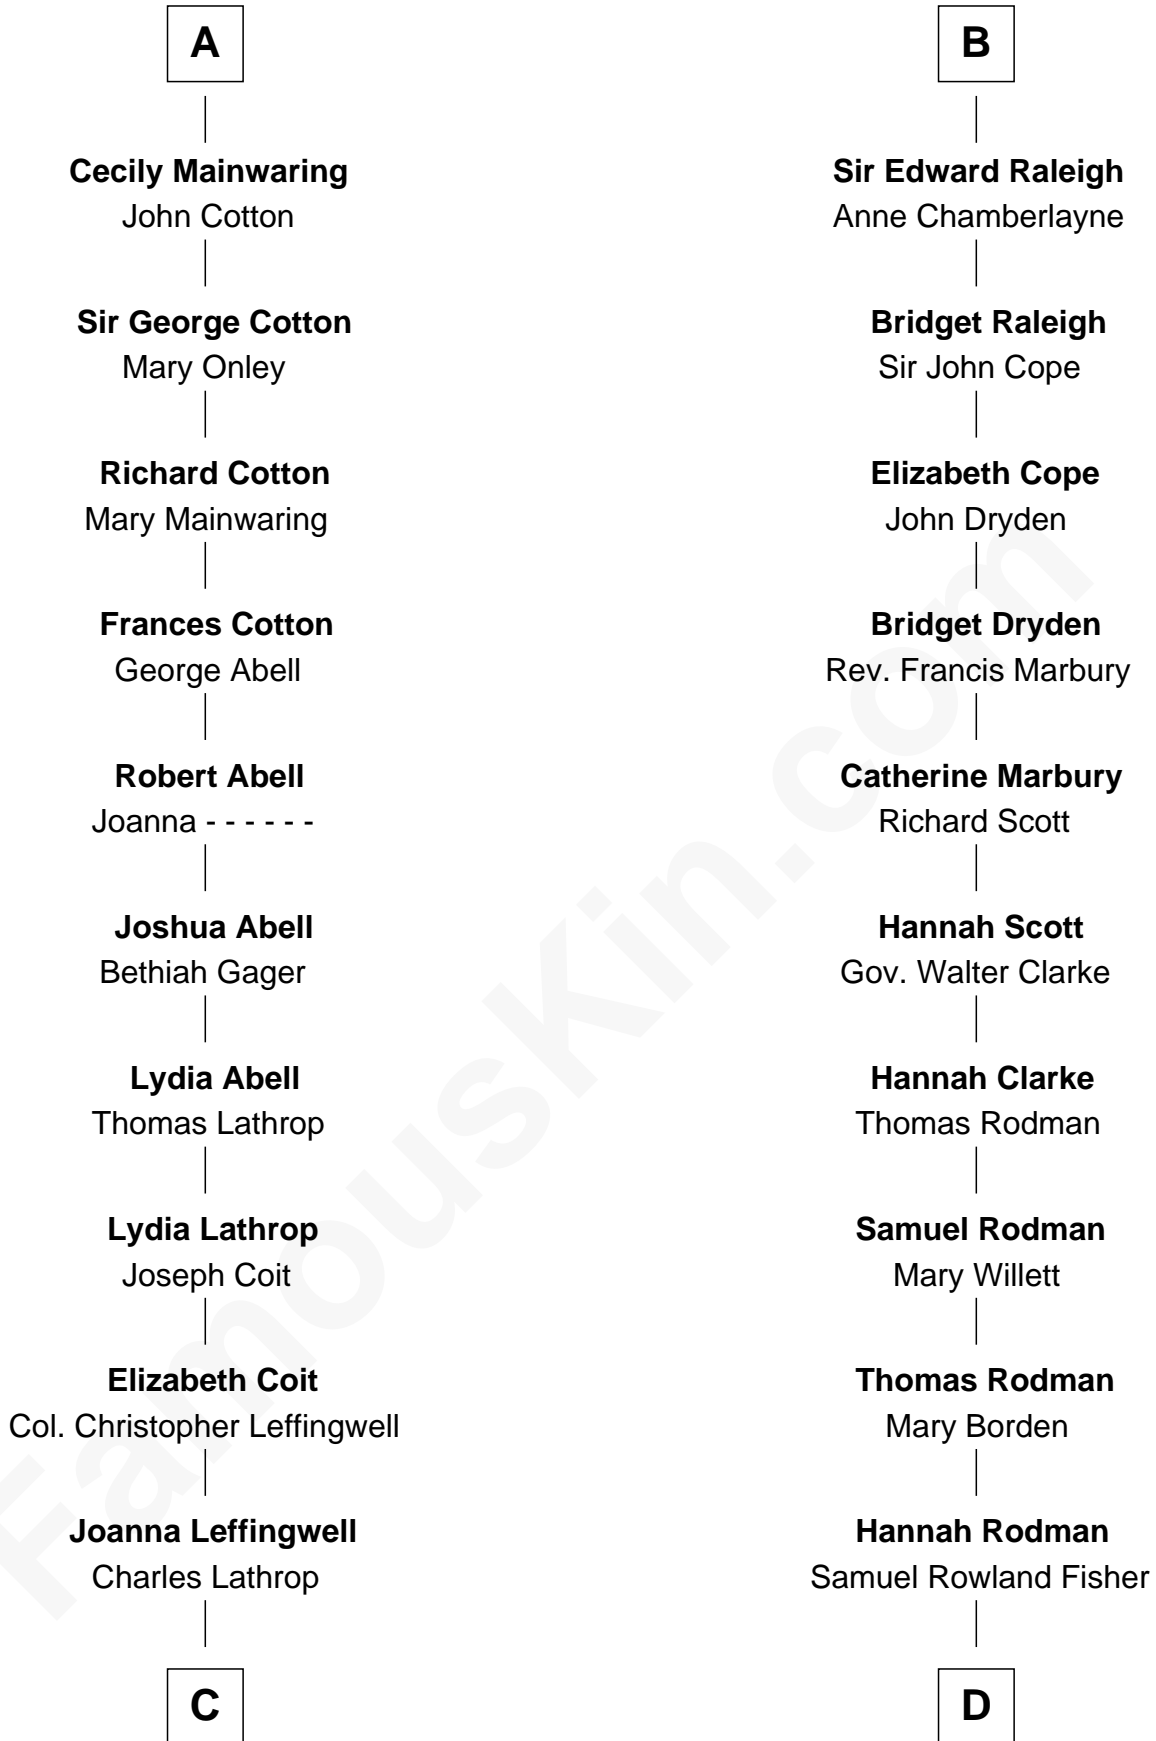 A
Cecily Mainwaring
John Cotton
Sir George Cotton
Mary Onley
Richard Cotton
Mary Mainwaring
Frances Cotton
George Abell
Robert Abell
Joanna - - - - - -
Joshua Abell
Bethiah Gager
Lydia Abell
Thomas Lathrop
Lydia Lathrop
Joseph Coit
Elizabeth Coit
Col. Christopher Leffingwell
Joanna Leffingwell
Charles Lathrop
C
B
Sir Edward Raleigh
Anne Chamberlayne
Bridget Raleigh
Sir John Cope
Elizabeth Cope
John Dryden
Bridget Dryden
Rev. Francis Marbury
Catherine Marbury
Richard Scott
Hannah Scott
Gov. Walter Clarke
Hannah Clarke
Thomas Rodman
Samuel Rodman
Mary Willett
Thomas Rodman
Mary Borden
Hannah Rodman
Samuel Rowland Fisher
D
FamousKin.com